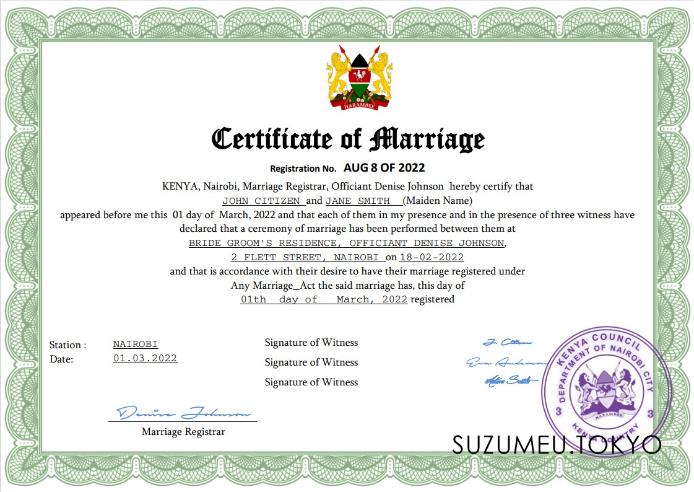 HARAMBEE
Certificate of Marriage
Registration No. AUG 8 OF 2022
KENYA, Nairobi, Marriage Registrar, Officiant Denise Johnson hereby certify that
JOHN CITIZEN and JANE SMITH (Maiden Name)
appeared before me this 01 day of March, 2022 and that each of them in my presence and in the presence of three witness have
declared that a ceremony of marriage has been performed between them at
BRIDE GROOM'S RESIDENCE, OFFICIANT DENISE JOHNSON,
2 FLETT STREET, NAIROBI on 18-02-2022
and that is accordance with their desire to have their marriage registered under
Any Marriage_Act the said marriage has, this day of
01th day of March, 2022 registered
Station : NAIROBI
Date: 01.03.2022
Signature of Witness
Signature of Witness
Signature of Witness
Denise Johnson
Marriage Registrar
KENYA COUNCIL
DEPARTMENT OF NAIROBI CITY
3 3
KENYA COUNTRY
SUZUMEU.TOKYO